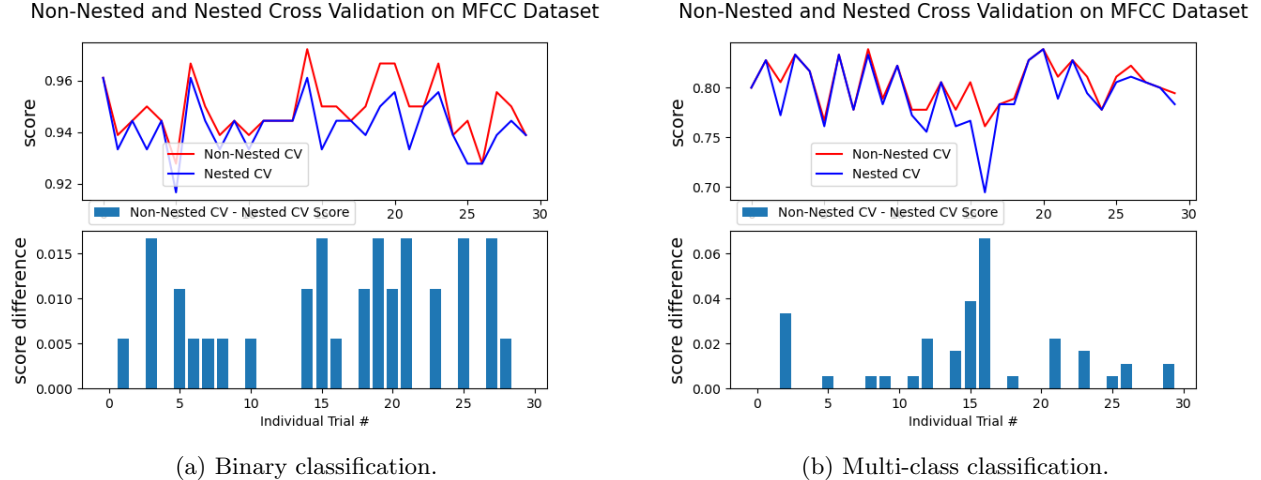 Non-Nested and Nested Cross Validation on MFCC Dataset
score
0.96
0.94
0.92
Non-Nested CV
Nested CV
20
25
30
Non-Nested CV - Nested CV Score
score difference
0.015
0.010
0.005
0.000
0 5 10 15 20 25 30
Individual Trial #
(a) Binary classification.
Non-Nested and Nested Cross Validation on MFCC Dataset
score
0.80
0.75
0.70
Non-Nested CV
Nested CV
20
25
30
Non-Nested CV - Nested CV Score
score difference
0.06
0.04
0.02
0.00
0 5 10 15 20 25 30
Individual Trial #
(b) Multi-class classification.